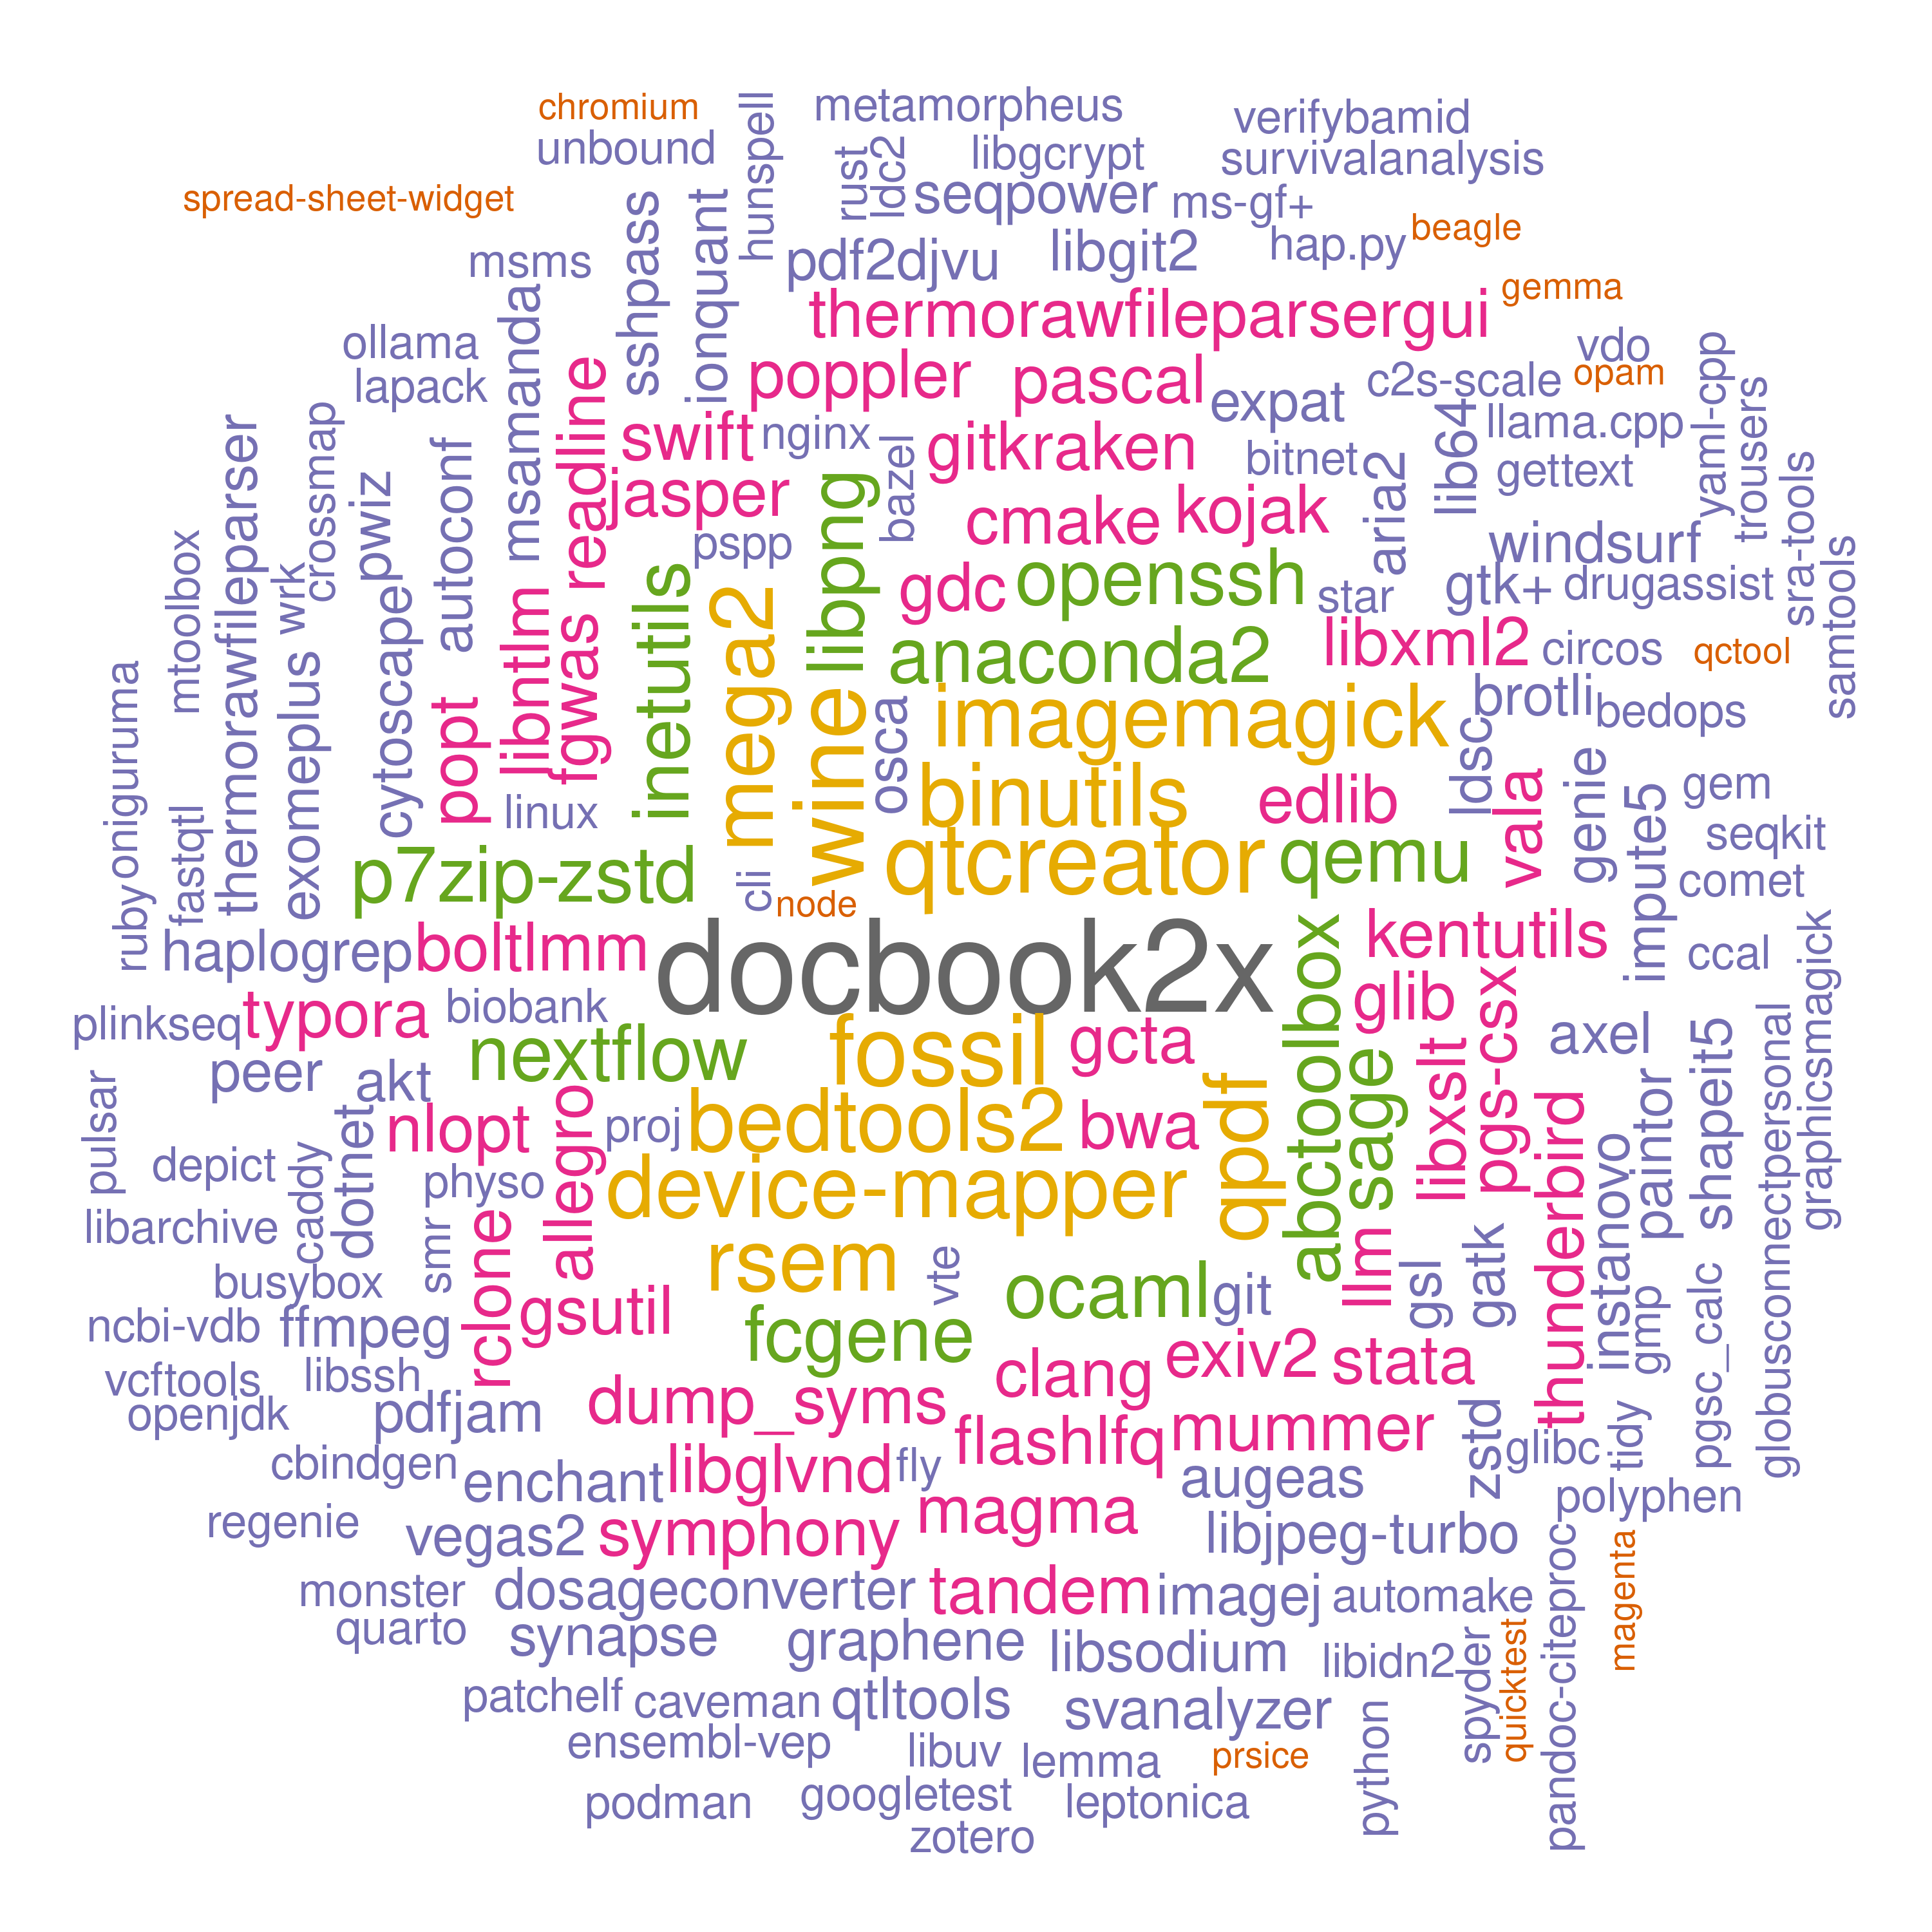 chromium
unbound
hunspell
metamorpheus
verifybamid
survivalanalysis
rust
ldc2
libgcrypt
spread-sheet-widget
seqpower
ms-gf+
beagle
sshpass
ionquant
msms
pdf2djvu
libgit2
hap.py
gemma
msamanda
thermorawfileparsergui
ollama
lapack
readline
poppler
pascal
expat
c2s-scale
vdo
opam
yaml-cpp
trousers
crossmap
thermorawfileparser
swift
nginx
gitkraken
bitnet
lib64
llama.cpp
gettext
autoconf
pwiz
jasper
bazel
libpng
cmake
kojak
aria2
windsurf
sra-tools
samtools
mtoolbox
wrk
pspp
gdc
openssh
star
gtk+
drugassist
cytoscape
libntlm
fgwas
inetutils
mega2
anaconda2
libxml2
circos
qctool
onigurumа
exomeplus
popt
wine
osca
imagemagick
ldsc
brotli
bedops
linux
binutils
edlib
vala
genie
impute5
gem
fastqtl
ruby
p7zip-zstd
cli
node
qtcreator
qemu
seqkit
comet
haplogrep
boltlmm
docbook2x
abctoolbox
kentutils
ccal
graphicsmagick
plinkseq
typora
biobank
glib
pgs-csx
axel
shapeit5
globusconnectpersonal
peer
akt
nextflow
fossil
gcta
sage
libxslt
pulsar
depict
caddy
dotnet
nlopt
allegro
proj
bedtools2
bwa
qpdf
thunderbird
instanovo
paintor
physo
device-mapper
libarchive
busybox
smr
rclone
rsem
vte
ocaml
git
llm
gsl
gatk
gmp
pgsc_calc
ncbi-vdb
ffmpeg
gsutil
fcgene
exiv2
stata
vcftools
libssh
openjdk
pdfjam
dump_syms
clang
flashlfq
mummer
zstd
glibc
tidy
cbindgen
enchant
libglvnd
fly
augeas
polyphen
regenie
vegas2
symphony
magma
libjpeg-turbo
pandoc-citeproc
magenta
monster
dosageconverter
tandem
imagej
automake
quarto
synapse
graphene
libsodium
libidn2
spyder
quicktest
patchelf
caveman
qtltools
svanalyzer
python
ensembl-vep
libuv
lemma
prsice
podman
googletest
leptonica
zotero